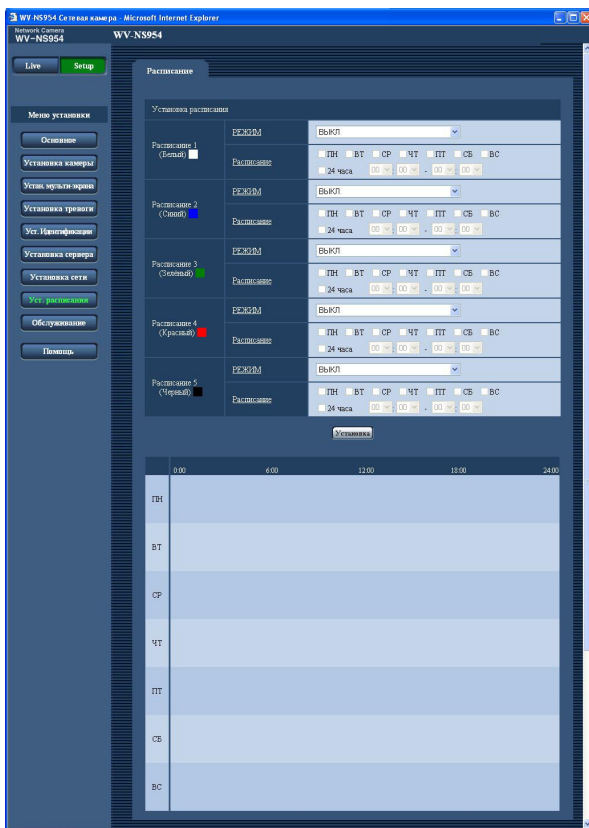 WV-NS954 Сетевая камера - Microsoft Internet Explorer
Network Camera
WV-NS954
WV-NS954
Live Setup
Меню установки
Основное
Установка камеры
Устан. мульти-экрана
Установка тревоги
Уст. Идентификации
Установка сервера
Установка сети
Уст. расписания
Обслуживание
Помощь
Расписание
Установка расписания
Расписание 1
(Белый)
РЕЖИМ ВЫКЛ
Расписание ПН ВТ СР ЧТ ПТ СБ ВС
24 часа 00 : 00 - 00 : 00
Расписание 2
(Синий)
РЕЖИМ ВЫКЛ
Расписание ПН ВТ СР ЧТ ПТ СБ ВС
24 часа 00 : 00 - 00 : 00
Расписание 3
(Зелёный)
РЕЖИМ ВЫКЛ
Расписание ПН ВТ СР ЧТ ПТ СБ ВС
24 часа 00 : 00 - 00 : 00
Расписание 4
(Красный)
РЕЖИМ ВЫКЛ
Расписание ПН ВТ СР ЧТ ПТ СБ ВС
24 часа 00 : 00 - 00 : 00
Расписание 5
(Черный)
РЕЖИМ ВЫКЛ
Расписание ПН ВТ СР ЧТ ПТ СБ ВС
24 часа 00 : 00 - 00 : 00
Установка
0:00 6:00 12:00 18:00 24:00
ПН
ВТ
СР
ЧТ
ПТ
СБ
ВС